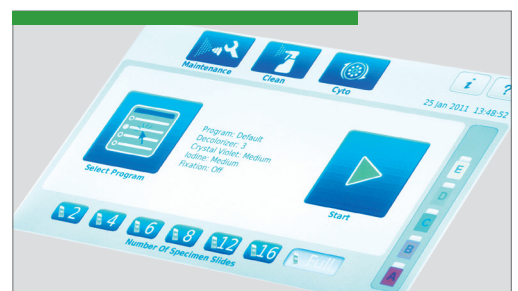 Maintenance
Clean
Cyto
i
?
25 Jan 2011 13:48:52
Program: Default
Decolorizer: 3
Crystal Violet: Medium
Iodine: Medium
Fixation: Off
Select Program
Start
E
D
C
B
A
2
4
6
8
12
16
Number Of Specimen Slides